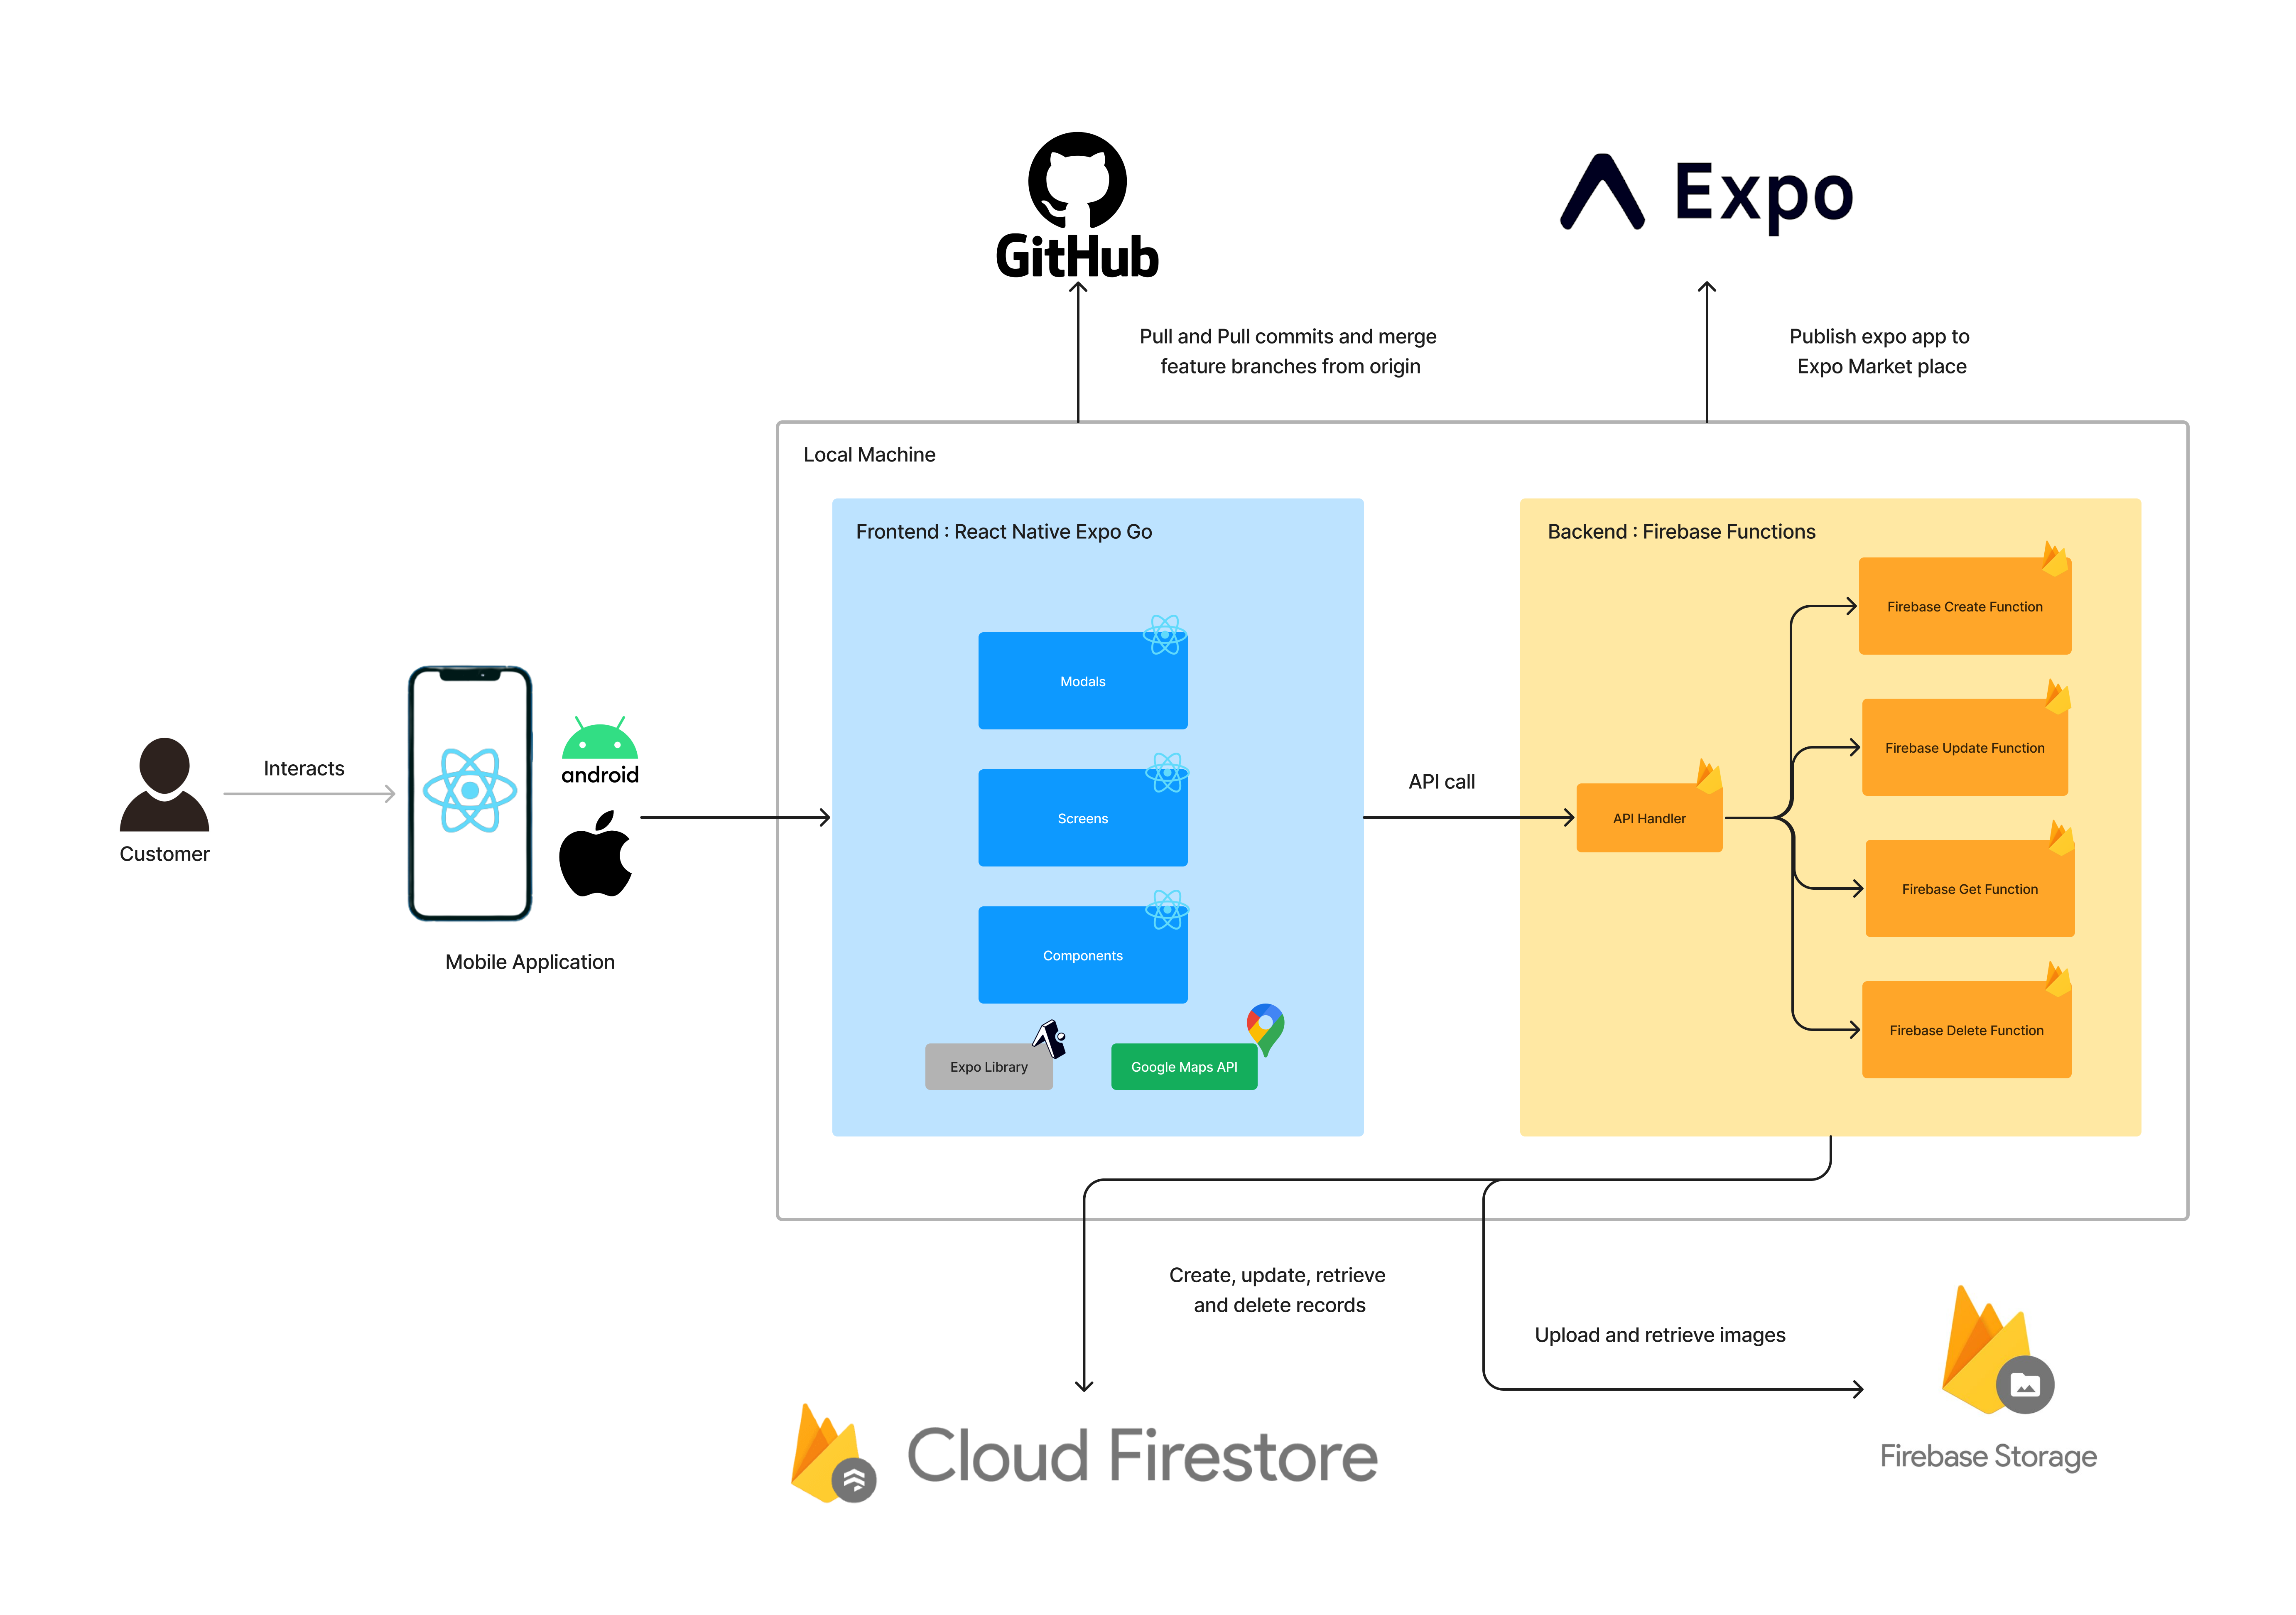 GitHub
Expo
Pull and Pull commits and merge
feature branches from origin
Publish expo app to
Expo Market place
Local Machine
Frontend : React Native Expo Go
Backend : Firebase Functions
Firebase Create Function
Modals
Firebase Update Function
Interacts
android
Screens
API call
API Handler
Customer
Firebase Get Function
Mobile Application
Components
Firebase Delete Function
Expo Library
Google Maps API
Create, update, retrieve
and delete records
Upload and retrieve images
Cloud Firestore
Firebase Storage